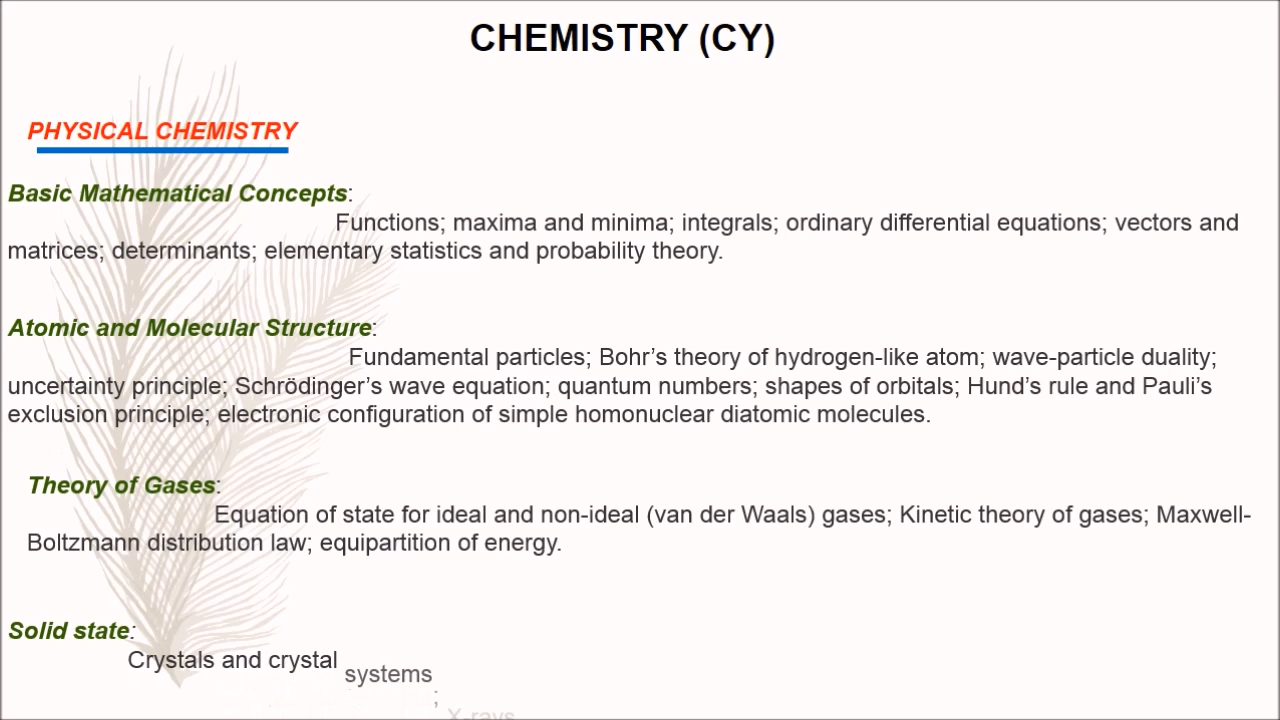 CHEMISTRY (CY)
PHYSICAL CHEMISTRY
Basic Mathematical Concepts:
Functions; maxima and minima; integrals; ordinary differential equations; vectors and
matrices; determinants; elementary statistics and probability theory.
Atomic and Molecular Structure:
Fundamental particles; Bohr’s theory of hydrogen-like atom; wave-particle duality;
uncertainty principle; Schrödinger’s wave equation; quantum numbers; shapes of orbitals; Hund’s rule and Pauli’s
exclusion principle; electronic configuration of simple homonuclear diatomic molecules.
Theory of Gases:
Equation of state for ideal and non-ideal (van der Waals) gases; Kinetic theory of gases; Maxwell-
Boltzmann distribution law; equipartition of energy.
Solid state:
Crystals and crystal systems;
X-rays